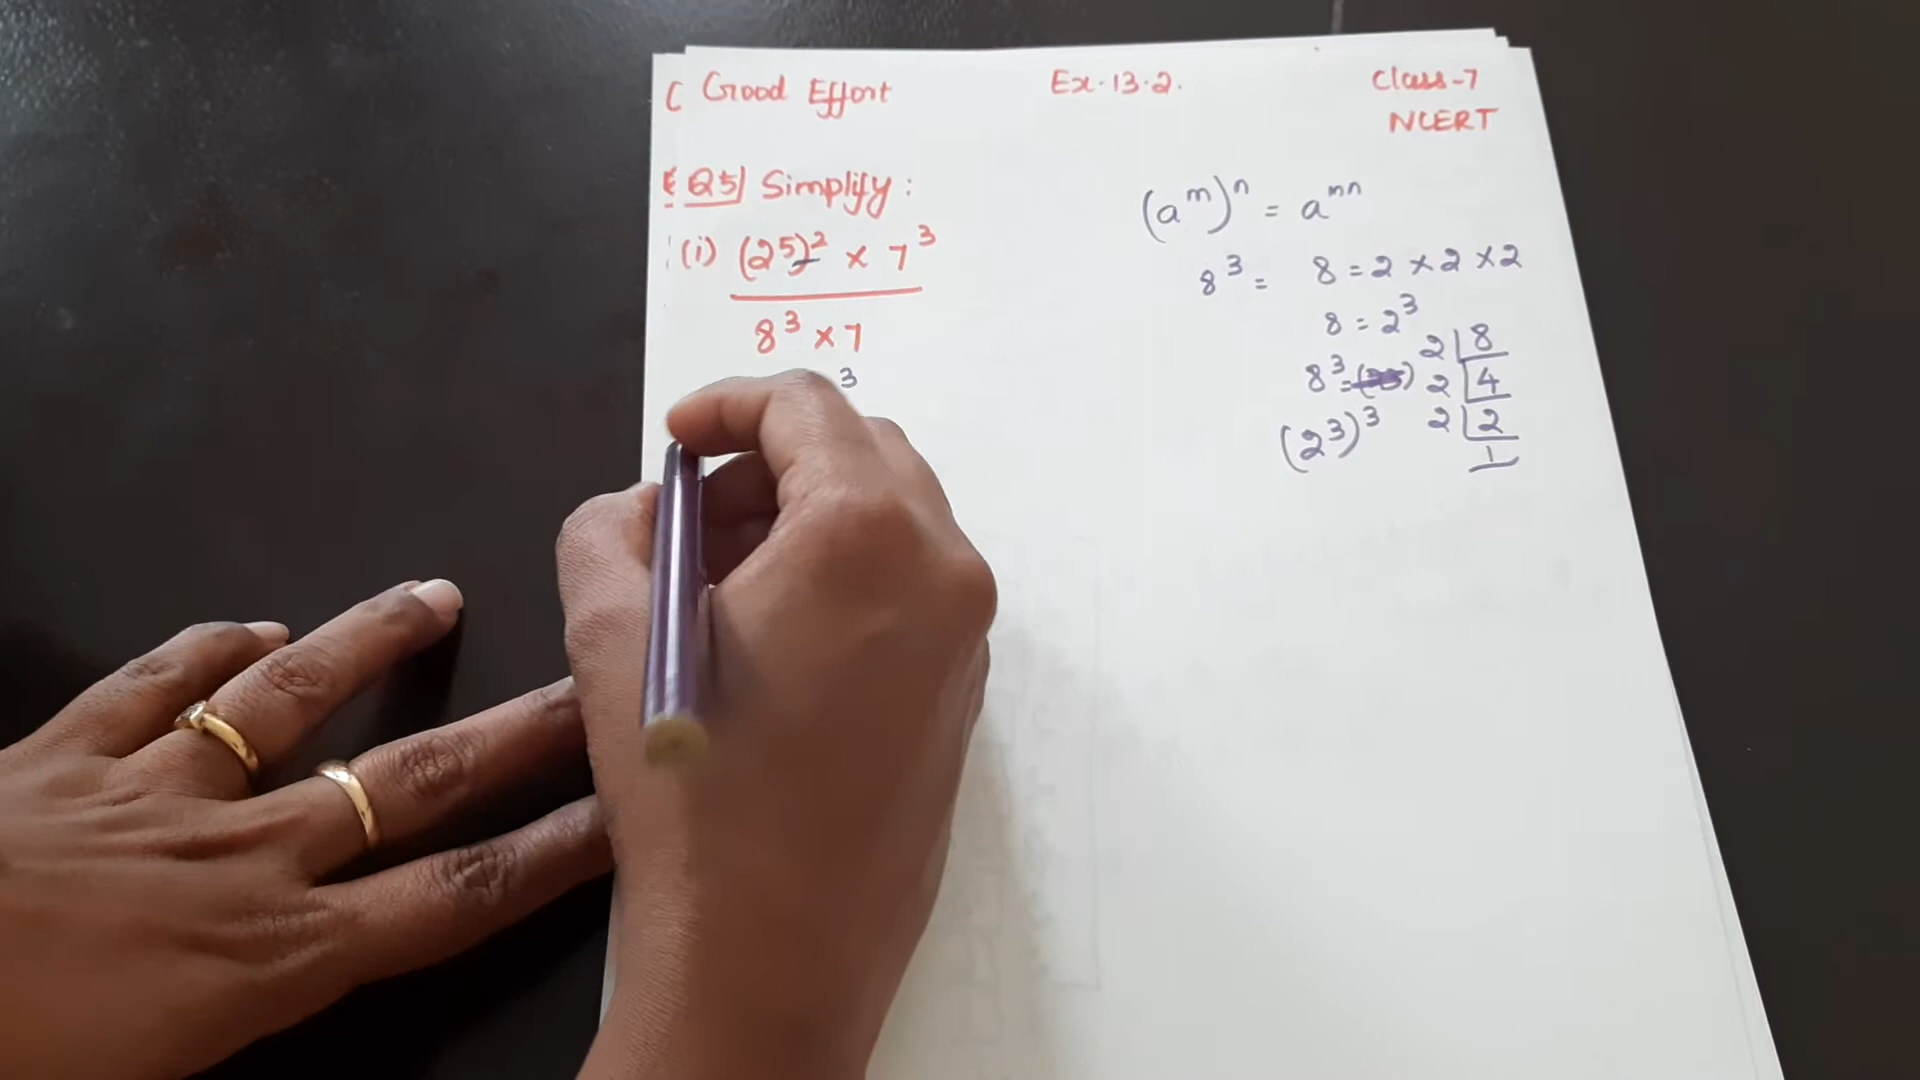 ( Good Effort Ex.13.2. Class-7
NCERT
Q5) Simplify :
(i) (2⁵)² × 7³
8³ × 7
3
(aᵐ)ⁿ = aᵐⁿ
8³ = 8 = 2 × 2 × 2
8 = 2³
8³ =
(2³)³
2 | 8
2 | 4
2 | 2
1